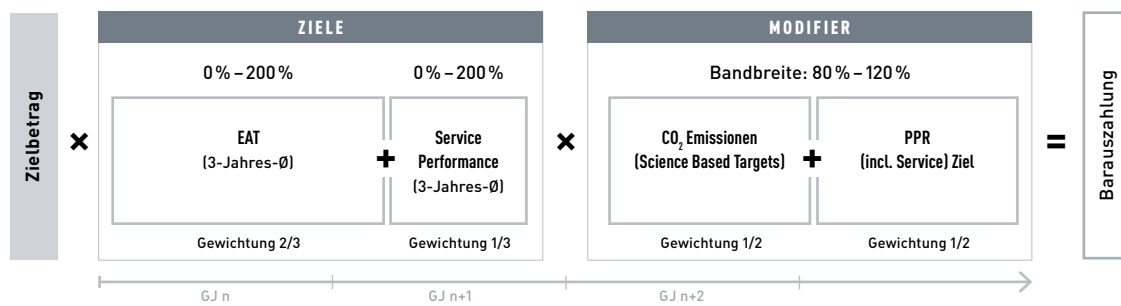 Zielbetrag
×
ZIELE
0 % – 200 %
0 % – 200 %
EAT
(3-Jahres-Ø)
+
Service
Performance
(3-Jahres-Ø)
Gewichtung 2/3
Gewichtung 1/3
×
MODIFIER
Bandbreite: 80 % – 120 %
CO₂ Emissionen
(Science Based Targets)
+
PPR
(incl. Service) Ziel
Gewichtung 1/2
Gewichtung 1/2
=
Barauszahlung
GJ n
GJ n+1
GJ n+2